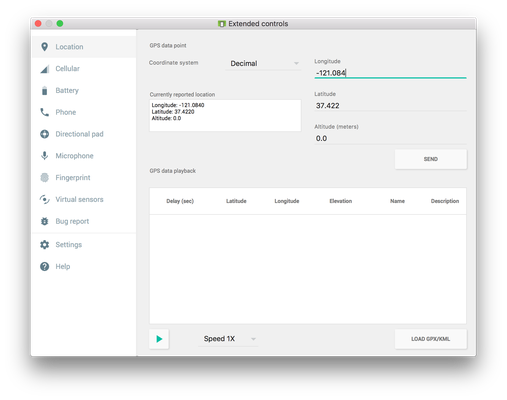 Extended controls
Location
Cellular
Battery
Phone
Directional pad
Microphone
Fingerprint
Virtual sensors
Bug report
Settings
Help
GPS data point
Coordinate system
Decimal
Longitude
-121.084
Currently reported location
Longitude: -121.0840
Latitude: 37.4220
Altitude: 0.0
Latitude
37.422
Altitude (meters)
0.0
SEND
GPS data playback
Delay (sec) Latitude Longitude Elevation Name Description
Speed 1X
LOAD GPX/KML